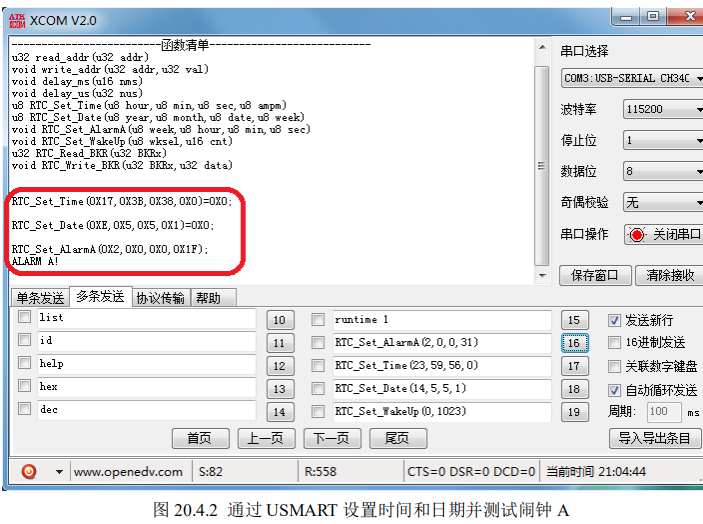 XCOM V2.0
-------------------------函数清单---------------------------
u32 read_addr(u32 addr)
void write_addr(u32 addr,u32 val)
void delay_ms(u16 nms)
void delay_us(u32 nus)
u8 RTC_Set_Time(u8 hour,u8 min,u8 sec,u8 ampm)
u8 RTC_Set_Date(u8 year,u8 month,u8 date,u8 week)
void RTC_Set_AlarmA(u8 week,u8 hour,u8 min,u8 sec)
void RTC_Set_WakeUp(u8 wksel,u16 cnt)
u32 RTC_Read_BKR(u32 BKRx)
void RTC_Write_BKR(u32 BKRx,u32 data)
RTC_Set_Time(0X17,0X3B,0X38,0X0)=0X0;
RTC_Set_Date(0XE,0X5,0X5,0X1)=0X0;
RTC_Set_AlarmA(0X2,0X0,0X0,0X1F);
ALARM A!
串口选择
COM3:USB-SERIAL CH34C
波特率 115200
停止位 1
数据位 8
奇偶校验 无
串口操作 关闭串口
保存窗口 清除接收
单条发送 多条发送 协议传输 帮助
list 10 runtime 1 15 发送新行
id 11 RTC_Set_AlarmA(2,0,0,31) 16 16进制发送
help 12 RTC_Set_Time(23,59,56,0) 17 关联数字键盘
hex 13 RTC_Set_Date(14,5,5,1) 18 自动循环发送
dec 14 RTC_Set_WakeUp(0,1023) 19 周期: 100 ms
首页 上一页 下一页 尾页 导入导出条目
www.openedv.com S:82 R:558 CTS=0 DSR=0 DCD=0 当前时间 21:04:44
图 20.4.2 通过 USMART 设置时间和日期并测试闹钟 A